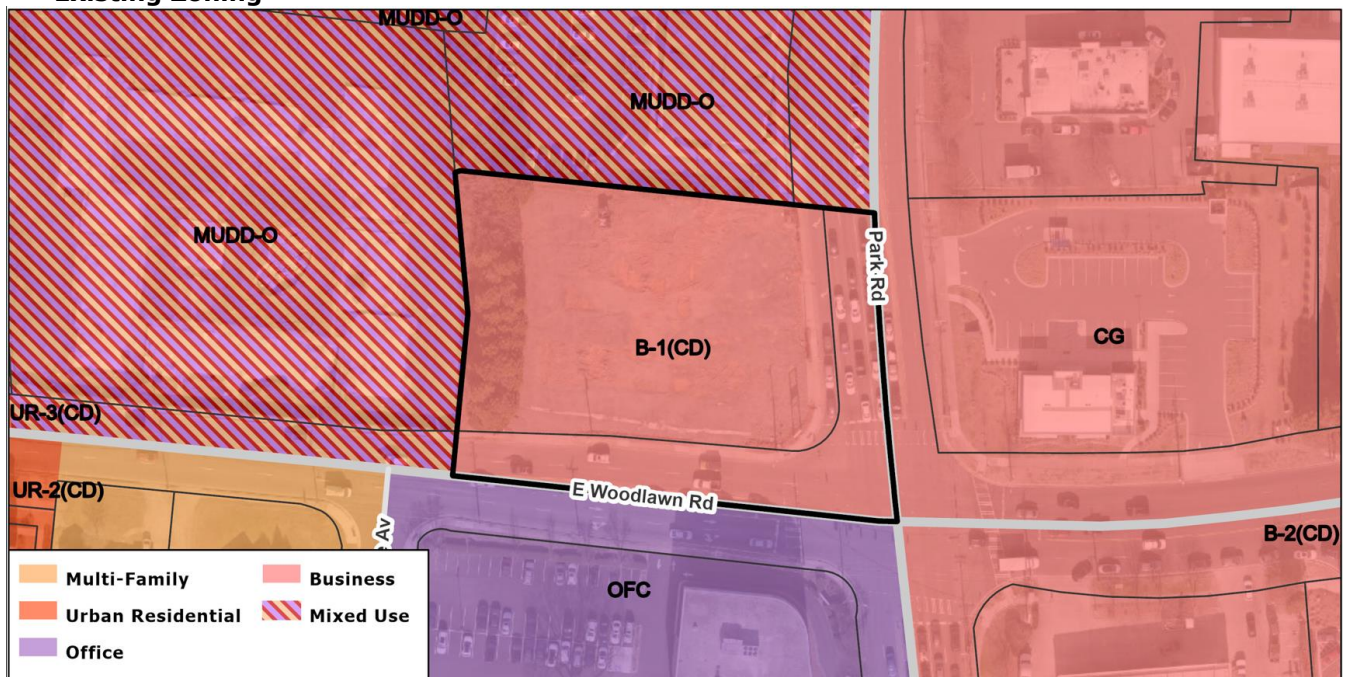 Existing Zoning
MUDD-O
MUDD-O
MUDD-O
Park Rd
B-1(CD)
CG
UR-3(CD)
UR-2(CD)
E Woodlawn Rd
B-2(CD)
Av
OFC
Multi-Family
Business
Urban Residential
Mixed Use
Office